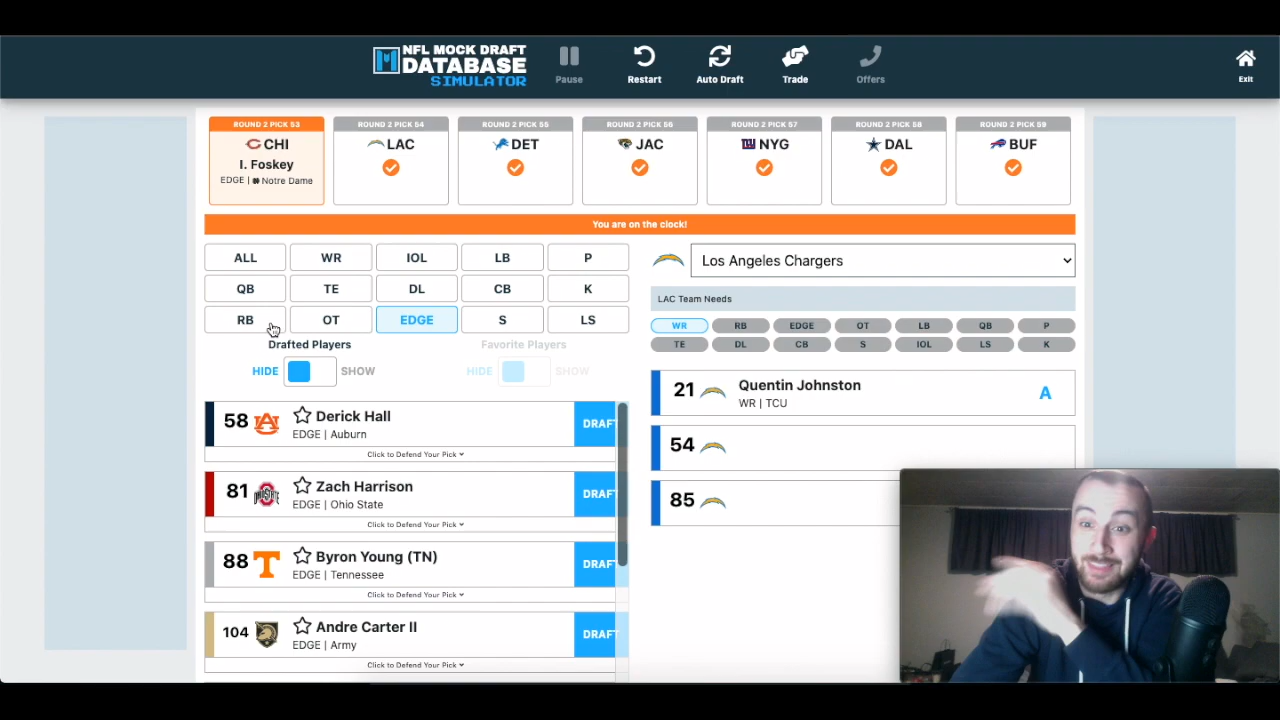 NFL MOCK DRAFT
DATABASE
SIMULATOR
Pause
Restart
Auto Draft
Trade
Offers
Exit
ROUND 2 PICK 53
CHI
I. Foskey
EDGE | Notre Dame
ROUND 2 PICK 54
LAC
ROUND 2 PICK 55
DET
ROUND 2 PICK 56
JAC
ROUND 2 PICK 57
NYG
ROUND 2 PICK 58
DAL
ROUND 2 PICK 59
BUF
You are on the clock!
ALL WR IOL LB P
QB TE DL CB K
RB OT EDGE S LS
Drafted Players
HIDE SHOW
Favorite Players
HIDE SHOW
58 Derick Hall
EDGE | Auburn
DRAFT
Click to Defend Your Pick
81 Zach Harrison
EDGE | Ohio State
DRAFT
Click to Defend Your Pick
88 Byron Young (TN)
EDGE | Tennessee
DRAFT
Click to Defend Your Pick
104 Andre Carter II
EDGE | Army
DRAFT
Click to Defend Your Pick
Los Angeles Chargers
LAC Team Needs
WR RB EDGE OT LB QB P
TE DL CB S IOL LS K
21 Quentin Johnston
WR | TCU
A
54
85